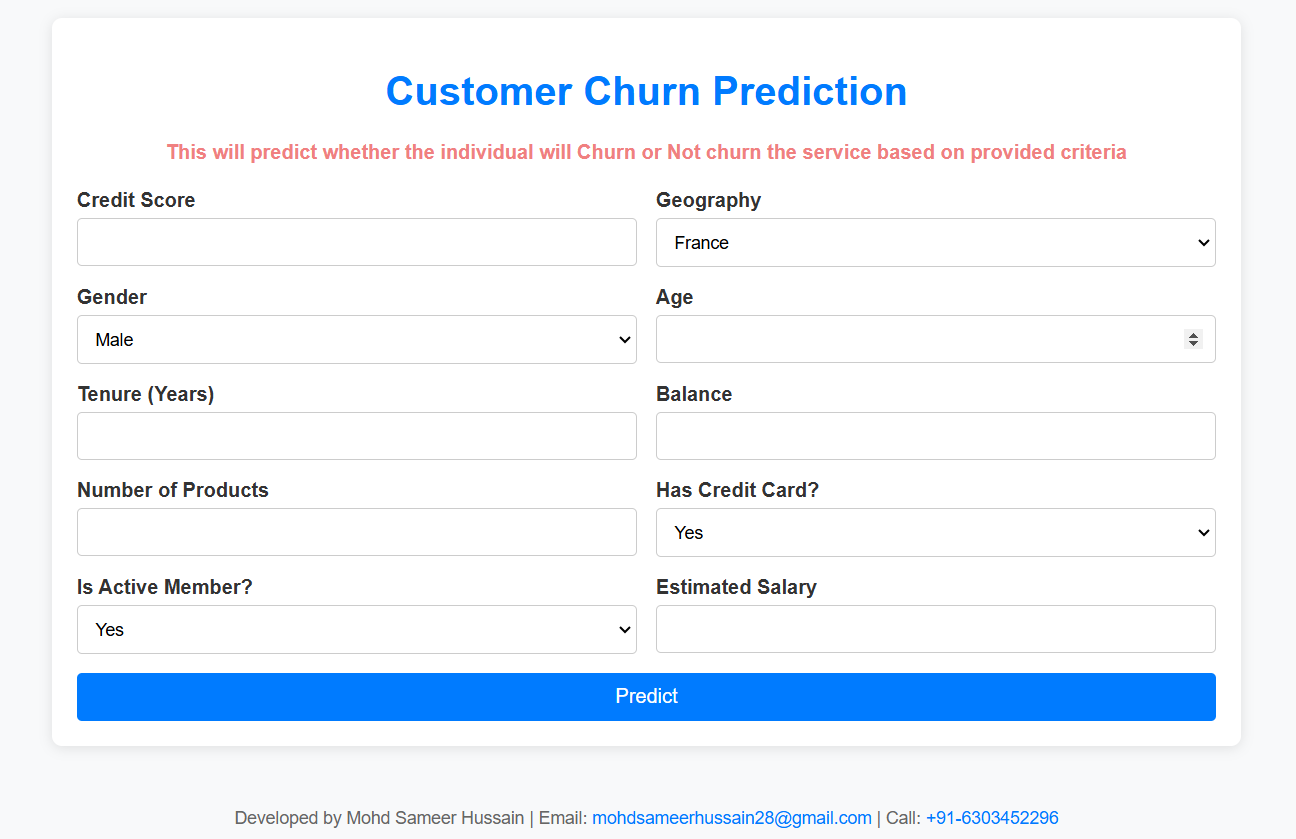 Customer Churn Prediction
This will predict whether the individual will Churn or Not churn the service based on provided criteria
Credit Score
Geography
France
Gender
Age
Male
Tenure (Years)
Balance
Number of Products
Has Credit Card?
Yes
Is Active Member?
Estimated Salary
Yes
Predict
Developed by Mohd Sameer Hussain | Email: mohdsameerhussain28@gmail.com | Call: +91-6303452296